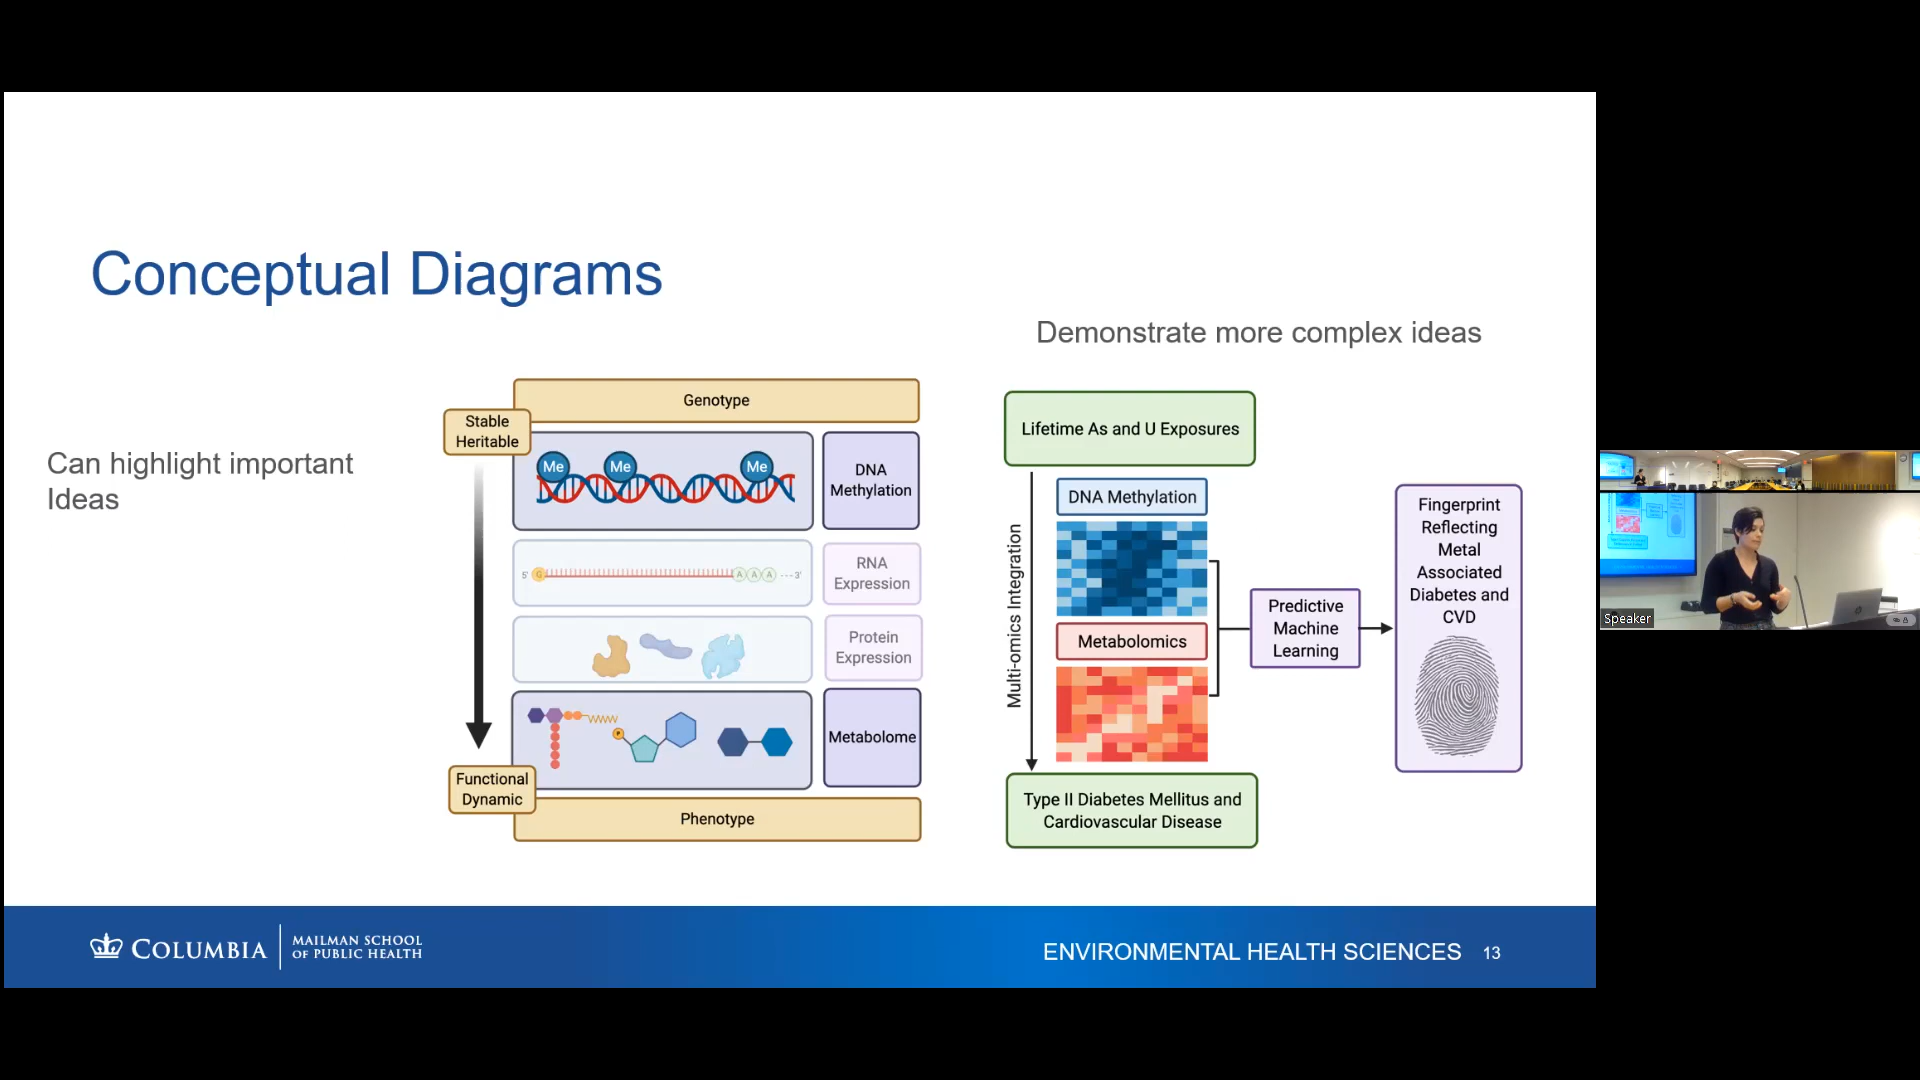 Conceptual Diagrams
Can highlight important
Ideas
Stable
Heritable
Genotype
Me
Me
Me
DNA
Methylation
5'
G
A
A
A
3'
RNA
Expression
Protein
Expression
P
Metabolome
Functional
Dynamic
Phenotype
Demonstrate more complex ideas
Lifetime As and U Exposures
Multi-omics Integration
DNA Methylation
Metabolomics
Predictive
Machine
Learning
Fingerprint
Reflecting
Metal
Associated
Diabetes and
CVD
Type II Diabetes Mellitus and
Cardiovascular Disease
COLUMBIA
MAILMAN SCHOOL
OF PUBLIC HEALTH
ENVIRONMENTAL HEALTH SCIENCES 13
Speaker